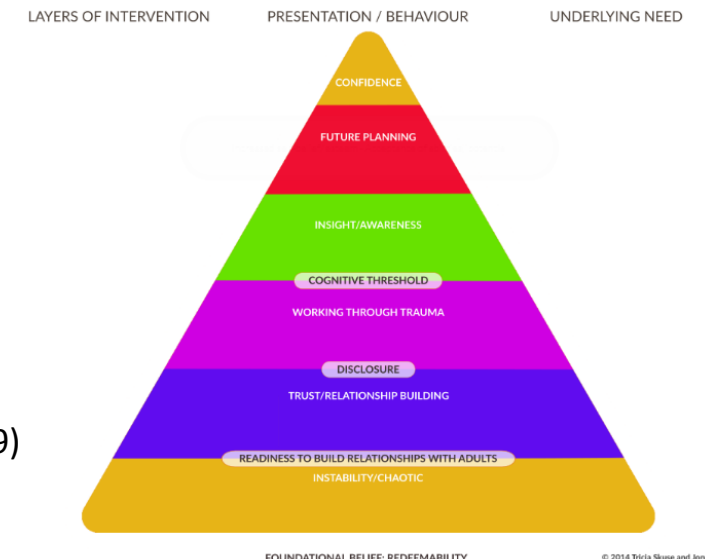 LAYERS OF INTERVENTION PRESENTATION / BEHAVIOUR UNDERLYING NEED
CONFIDENCE
FUTURE PLANNING
INSIGHT/AWARENESS
COGNITIVE THRESHOLD
WORKING THROUGH TRAUMA
DISCLOSURE
TRUST/RELATIONSHIP BUILDING
9)
READINESS TO BUILD RELATIONSHIPS WITH ADULTS
INSTABILITY/CHAOTIC
FOUNDATIONAL BELIEF: REDEEMABILITY
© 2014 Tricia Skuse and